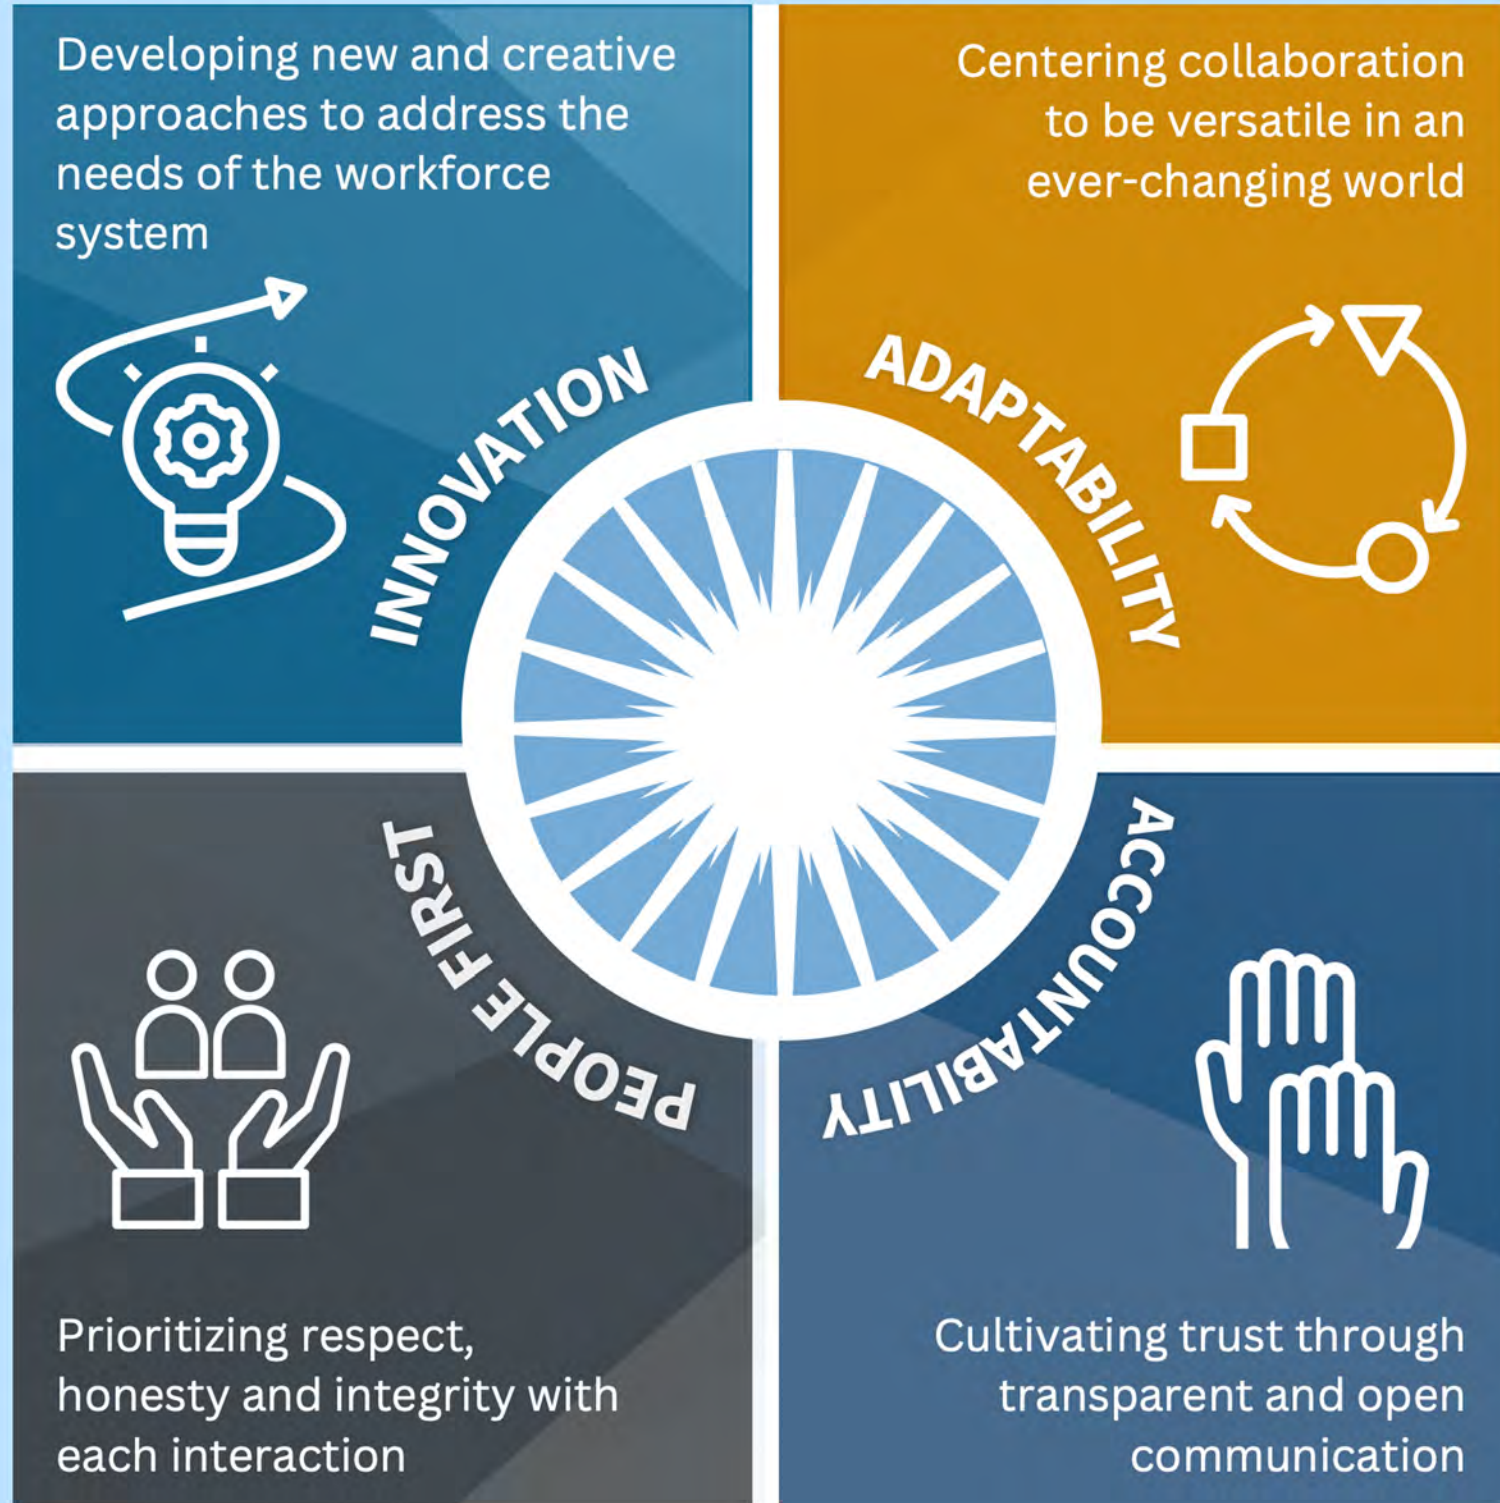 Developing new and creative
approaches to address the
needs of the workforce
system
INNOVATION
Centering collaboration
to be versatile in an
ever-changing world
ADAPTABILITY
PEOPLE FIRST
Prioritizing respect,
honesty and integrity with
each interaction
ACCOUNTABILITY
Cultivating trust through
transparent and open
communication